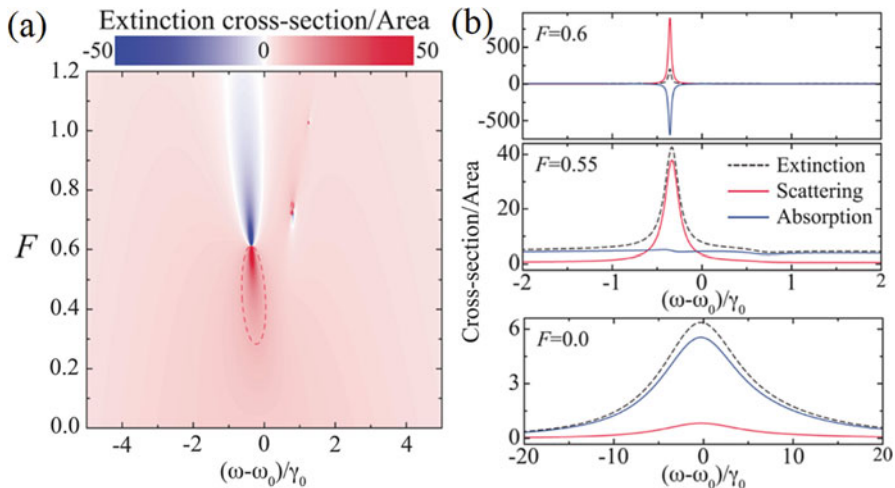 (a)
Extinction cross-section/Area
-50 0 50
F
1.2
1.0
0.8
0.6
0.4
0.2
0.0
-4 -2 0 2 4
(ω-ω₀)/γ₀
(b)
Cross-section/Area
F=0.6
500
0
-500
F=0.55
40
20
0
Extinction
Scattering
Absorption
-2 -1 0 1 2
(ω-ω₀)/γ₀
F=0.0
6
3
0
-20 -10 0 10 20
(ω-ω₀)/γ₀